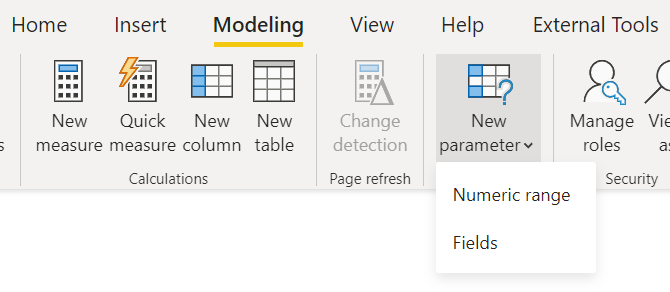 Home Insert Modeling View Help External Tools
New measure
Quick measure
New column
New table
Change detection
New parameter
Manage roles
Calculations Page refresh Security
Numeric range
Fields